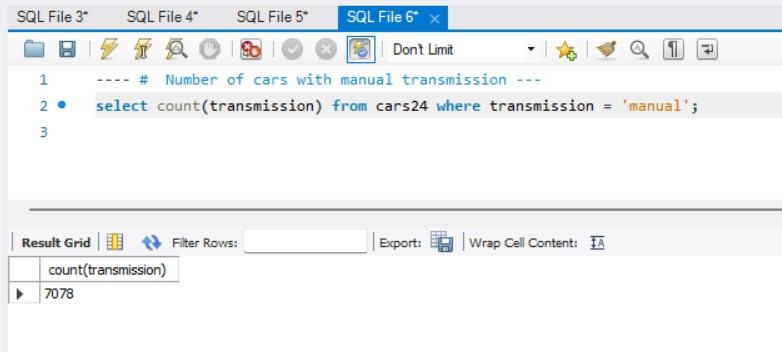 SQL File 3* SQL File 4* SQL File 5* SQL File 6* ×
Don't Limit
1 ---- # Number of cars with manual transmission ---
2 select count(transmission) from cars24 where transmission = 'manual';
3
Result Grid Filter Rows: Export: Wrap Cell Content: IA
count(transmission)
7078